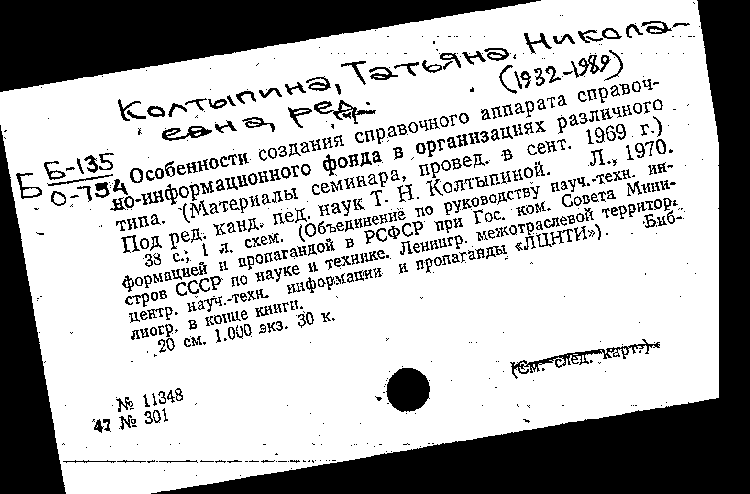 Колтыпина, Татьяна Никола-
евна, ред.
(1932-1989)
Б Б-135
О-754
Особенности создания справочного аппарата справоч-
но-информационного фонда в организациях различного
типа. (Материалы семинара, провед. в сент. 1969 г.)
Под ред. канд. пед. наук Т. Н. Колтыпиной. Л., 1970.
38 с.; 1 л. схем. (Объединение по руководству науч.-техн. ин-
формацией и пропагандой в РСФСР при Гос. ком. Совета Мини-
стров СССР по науке и технике. Ленингр. межотраслевой территор.
центр. науч.-техн. информации и пропаганды «ЛЦНТИ»). Биб-
лиогр. в конце книги.
20 см. 1.000 экз. 30 к.
(См. след. карт.)
№ 11348
47 № 301